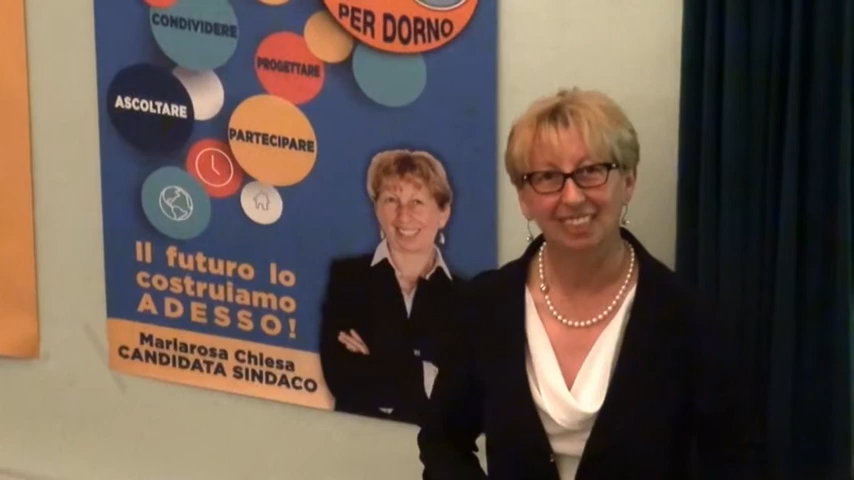 CONDIVIDERE
PER DORNO
PROGETTARE
ASCOLTARE
PARTECIPARE
Il futuro lo
costruiamo
ADESSO!
Mariarosa Chiesa
CANDIDATA SINDACO